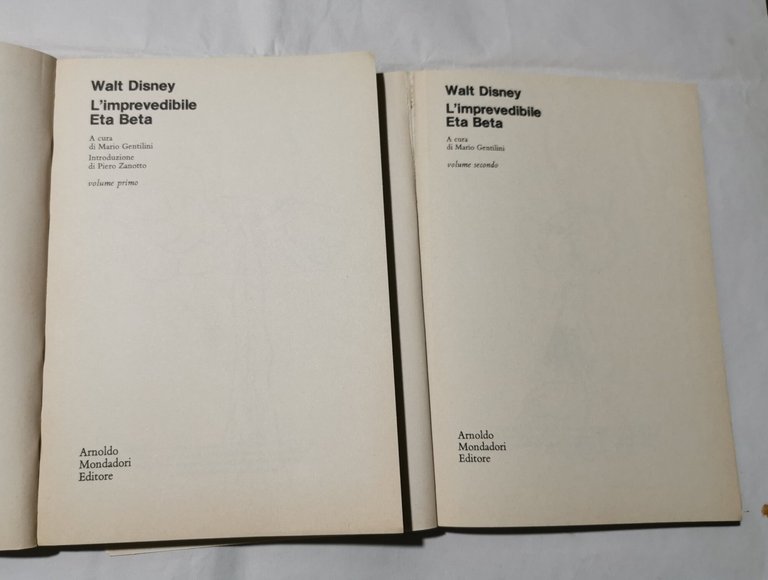 Walt Disney
L'imprevedibile
Eta Beta
A cura
di Mario Gentilini
Introduzione
di Piero Zanotto
volume primo
Arnoldo
Mondadori
Editore
Walt Disney
L'imprevedibile
Eta Beta
A cura
di Mario Gentilini
volume secondo
Arnoldo
Mondadori
Editore